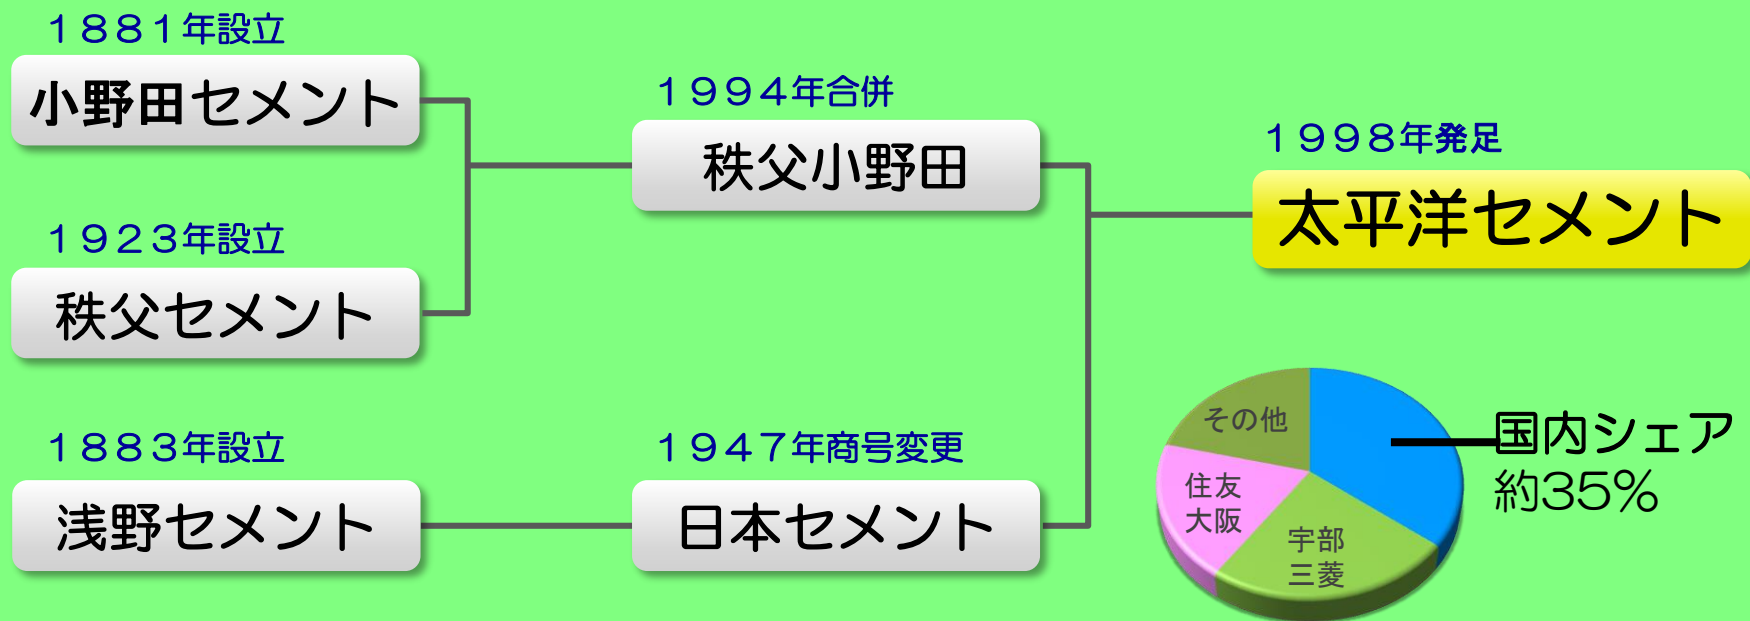 １８８１年設立
小野田セメント
１９２３年設立
秩父セメント
１８８３年設立
浅野セメント
１９９４年合併
秩父小野田
１９４７年商号変更
日本セメント
１９９８年発足
太平洋セメント
その他
住友
大阪
宇部
三菱
国内シェア
約35%